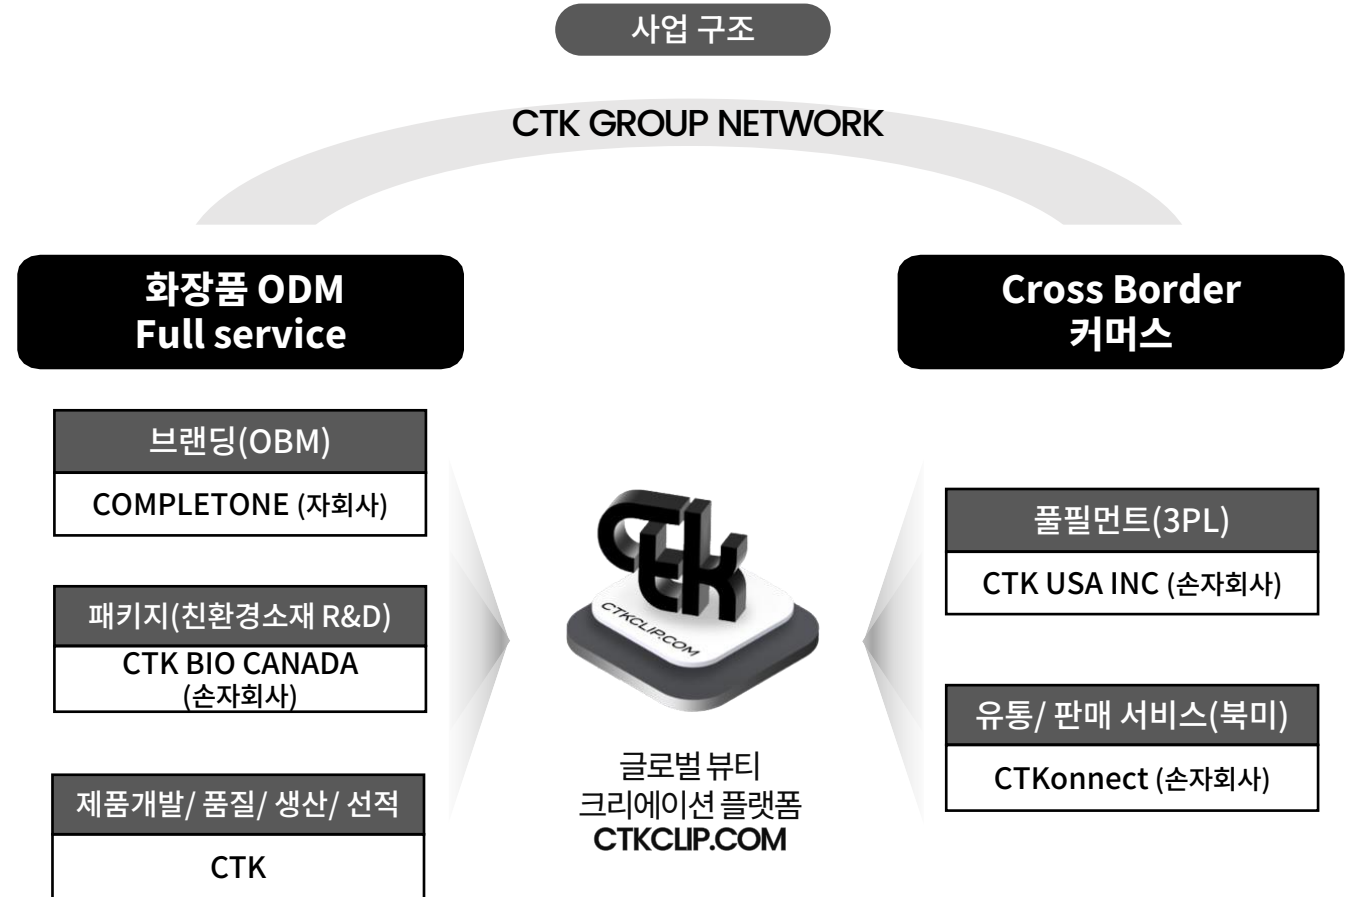 사업 구조
CTK GROUP NETWORK
화장품 ODM
Full service
브랜딩(OBM)
COMPLETONE (자회사)
패키지(친환경소재 R&D)
CTK BIO CANADA
(손자회사)
제품개발/ 품질/ 생산/ 선적
CTK
ctk
CTKCLIP.COM
글로벌 뷰티
크리에이션 플랫폼
CTKCLIP.COM
Cross Border
커머스
풀필먼트(3PL)
CTK USA INC (손자회사)
유통/ 판매 서비스(북미)
CTKonnect (손자회사)